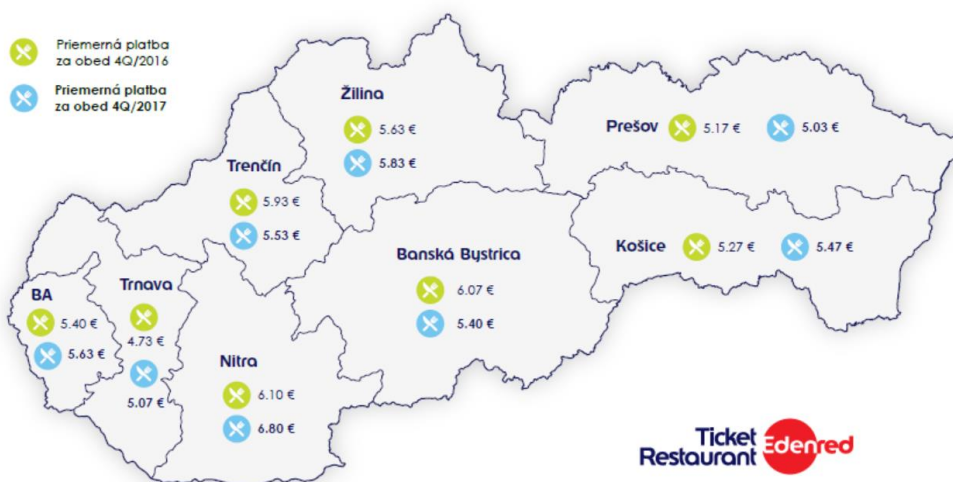 Priemerná platba
za obed 4Q/2016
Priemerná platba
za obed 4Q/2017
Žilina
5.63 €
5.83 €
Prešov 5.17 € 5.03 €
Trenčín
5.93 €
5.53 €
Košice 5.27 € 5.47 €
Banská Bystrica
6.07 €
5.40 €
BA
5.40 €
5.63 €
Trnava
4.73 €
5.07 €
Nitra
6.10 €
6.80 €
Ticket
Restaurant
Edenred